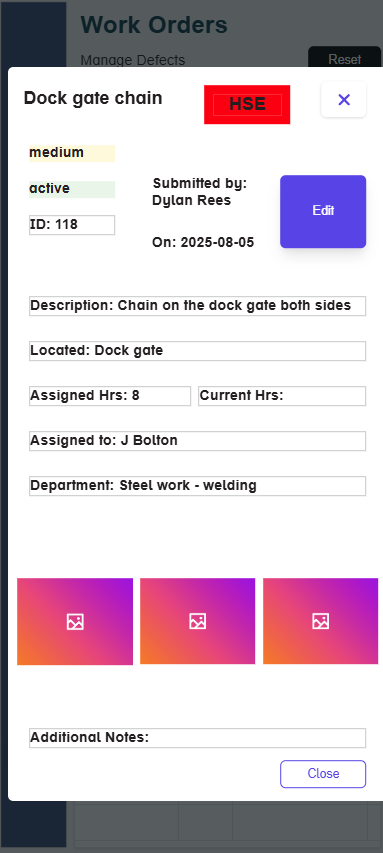 Work Orders
Manage Defects
Reset
Dock gate chain
HSE
medium
active
ID: 118
Submitted by:
Dylan Rees
On: 2025-08-05
Edit
Description: Chain on the dock gate both sides
Located: Dock gate
Assigned Hrs: 8
Current Hrs:
Assigned to: J Bolton
Department: Steel work - welding
Additional Notes:
Close